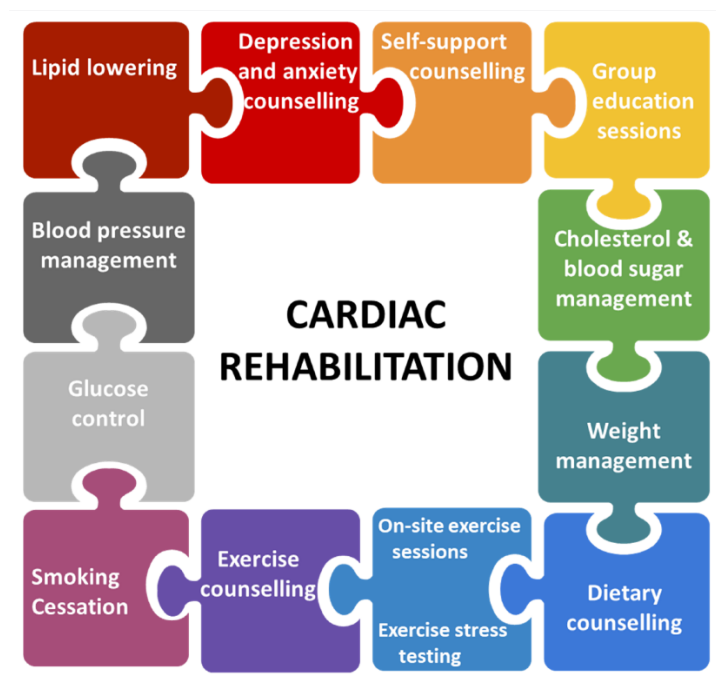 Lipid lowering
Depression
and anxiety
counselling
Self-support
counselling
Group
education
sessions
Blood pressure
management
Cholesterol &
blood sugar
management
CARDIAC
REHABILITATION
Glucose
control
Weight
management
Smoking
Cessation
Exercise
counselling
On-site exercise
sessions
Exercise stress
testing
Dietary
counselling